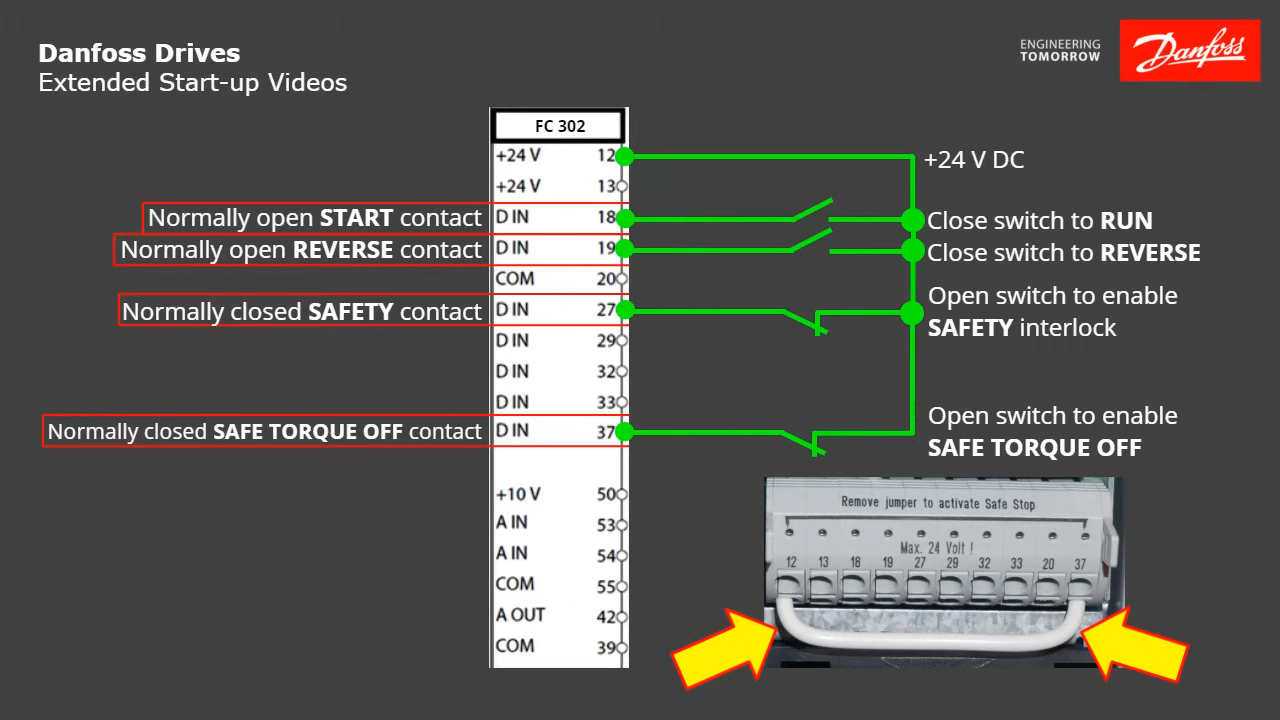 Danfoss Drives
Extended Start-up Videos
ENGINEERING
TOMORROW
Danfoss
FC 302
+24 V 12
+24 V DC
+24 V 13
Normally open START contact D IN 18
Close switch to RUN
Normally open REVERSE contact D IN 19
Close switch to REVERSE
COM 20
Open switch to enable
Normally closed SAFETY contact D IN 27
SAFETY interlock
D IN 29
D IN 32
D IN 33
Open switch to enable
Normally closed SAFE TORQUE OFF contact D IN 37
SAFE TORQUE OFF
+10 V 50
A IN 53
A IN 54
COM 55
A OUT 42
COM 39
Remove jumper to activate Safe Stop
Max. 24 Volt !
12 13 18 19 27 29 32 33 20 37